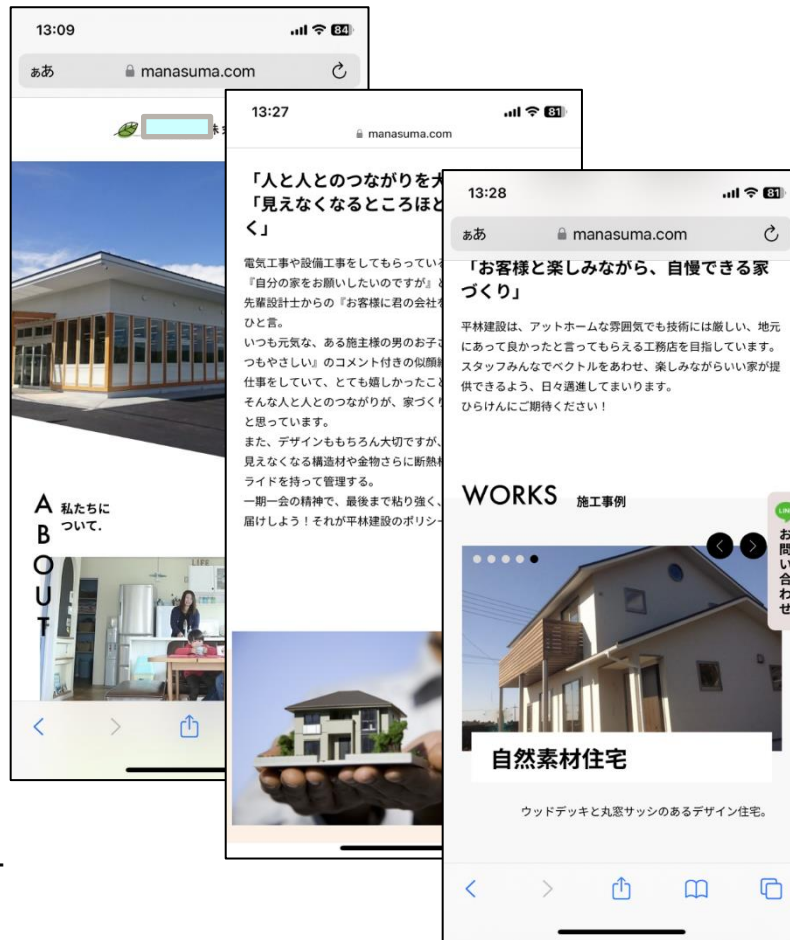 13:09
84
ぁあ
manasuma.com
私たちに
ついて.
ABOUT
LIFE
13:27
81
manasuma.com
「人と人とのつながりを大
「見えなくなるところほど
く」
電気工事や設備工事をしてもらっている
『自分の家をお願いしたいのですが』
先輩設計士からの『お客様に君の会社を
ひと言。
いつも元気な、ある施主様の男のお子
つもやさしい』のコメント付きの似顔
仕事をしていて、とても嬉しかったこ
そんな人と人とのつながりが、家づく
と思っています。
また、デザインももちろん大切ですが、
見えなくなる構造材や金物さらに断熱
ライドを持って管理する。
一期一会の精神で、最後まで粘り強く、
届けしよう！それが平林建設のポリシー
13:28
81
ぁあ
manasuma.com
「お客様と楽しみながら、自慢できる家
づくり」
平林建設は、アットホームな雰囲気でも技術には厳しい、地元
にあって良かったと言ってもらえる工務店を目指しています。
スタッフみんなでベクトルをあわせ、楽しみながらいい家が提
供できるよう、日々邁進してまいります。
ひらけんにご期待ください！
WORKS
施工事例
LINE
お問い合わせ
自然素材住宅
ウッドデッキと丸窓サッシのあるデザイン住宅。